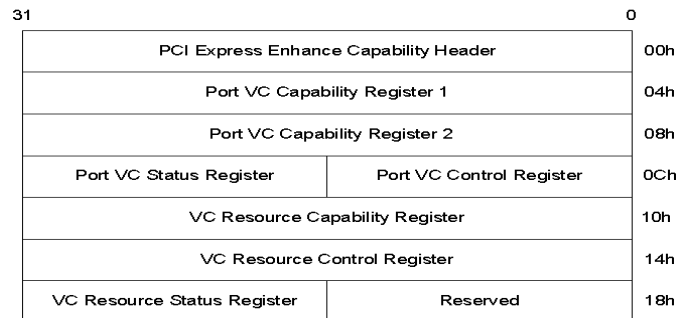 31 0
PCI Express Enhance Capability Header 00h
Port VC Capability Register 1 04h
Port VC Capability Register 2 08h
Port VC Status Register Port VC Control Register 0Ch
VC Resource Capability Register 10h
VC Resource Control Register 14h
VC Resource Status Register Reserved 18h